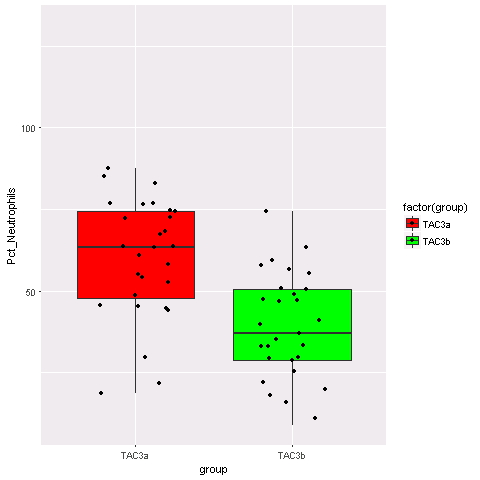 100
50
Pct_Neutrophils
TAC3a
TAC3b
group
factor(group)
TAC3a
TAC3b